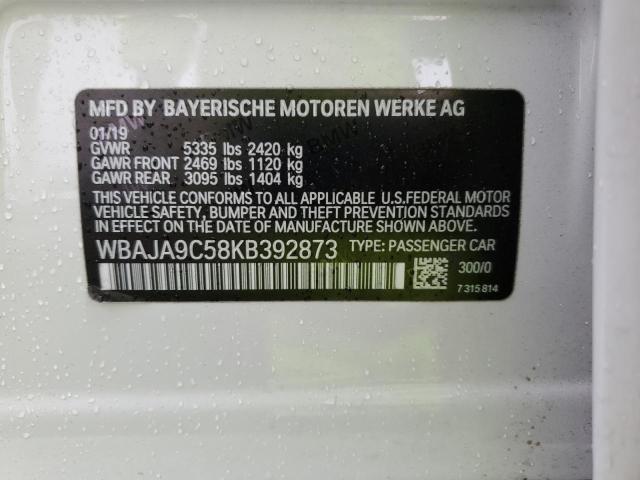 MFD BY BAYERISCHE MOTOREN WERKE AG
01/19
GVWR 5335 lbs 2420 kg
GAWR FRONT 2469 lbs 1120 kg
GAWR REAR 3095 lbs 1404 kg
THIS VEHICLE CONFORMS TO ALL APPLICABLE U.S.FEDERAL MOTOR
VEHICLE SAFETY, BUMPER AND THEFT PREVENTION STANDARDS
IN EFFECT ON THE DATE OF MANUFACTURE SHOWN ABOVE.
WBAJA9C58KB392873 TYPE: PASSENGER CAR
300/0
7 315 814